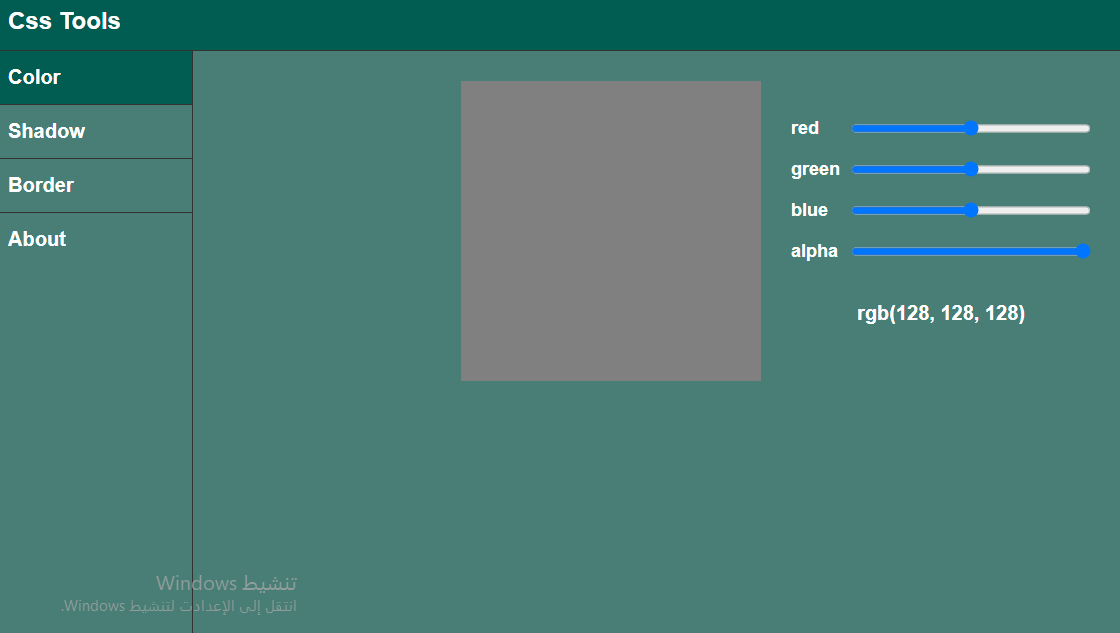 Css Tools
Color
Shadow
Border
About
red
green
blue
alpha
rgb(128, 128, 128)
تنشيط Windows
انتقل إلى الإعدادت لتنشيط Windows.